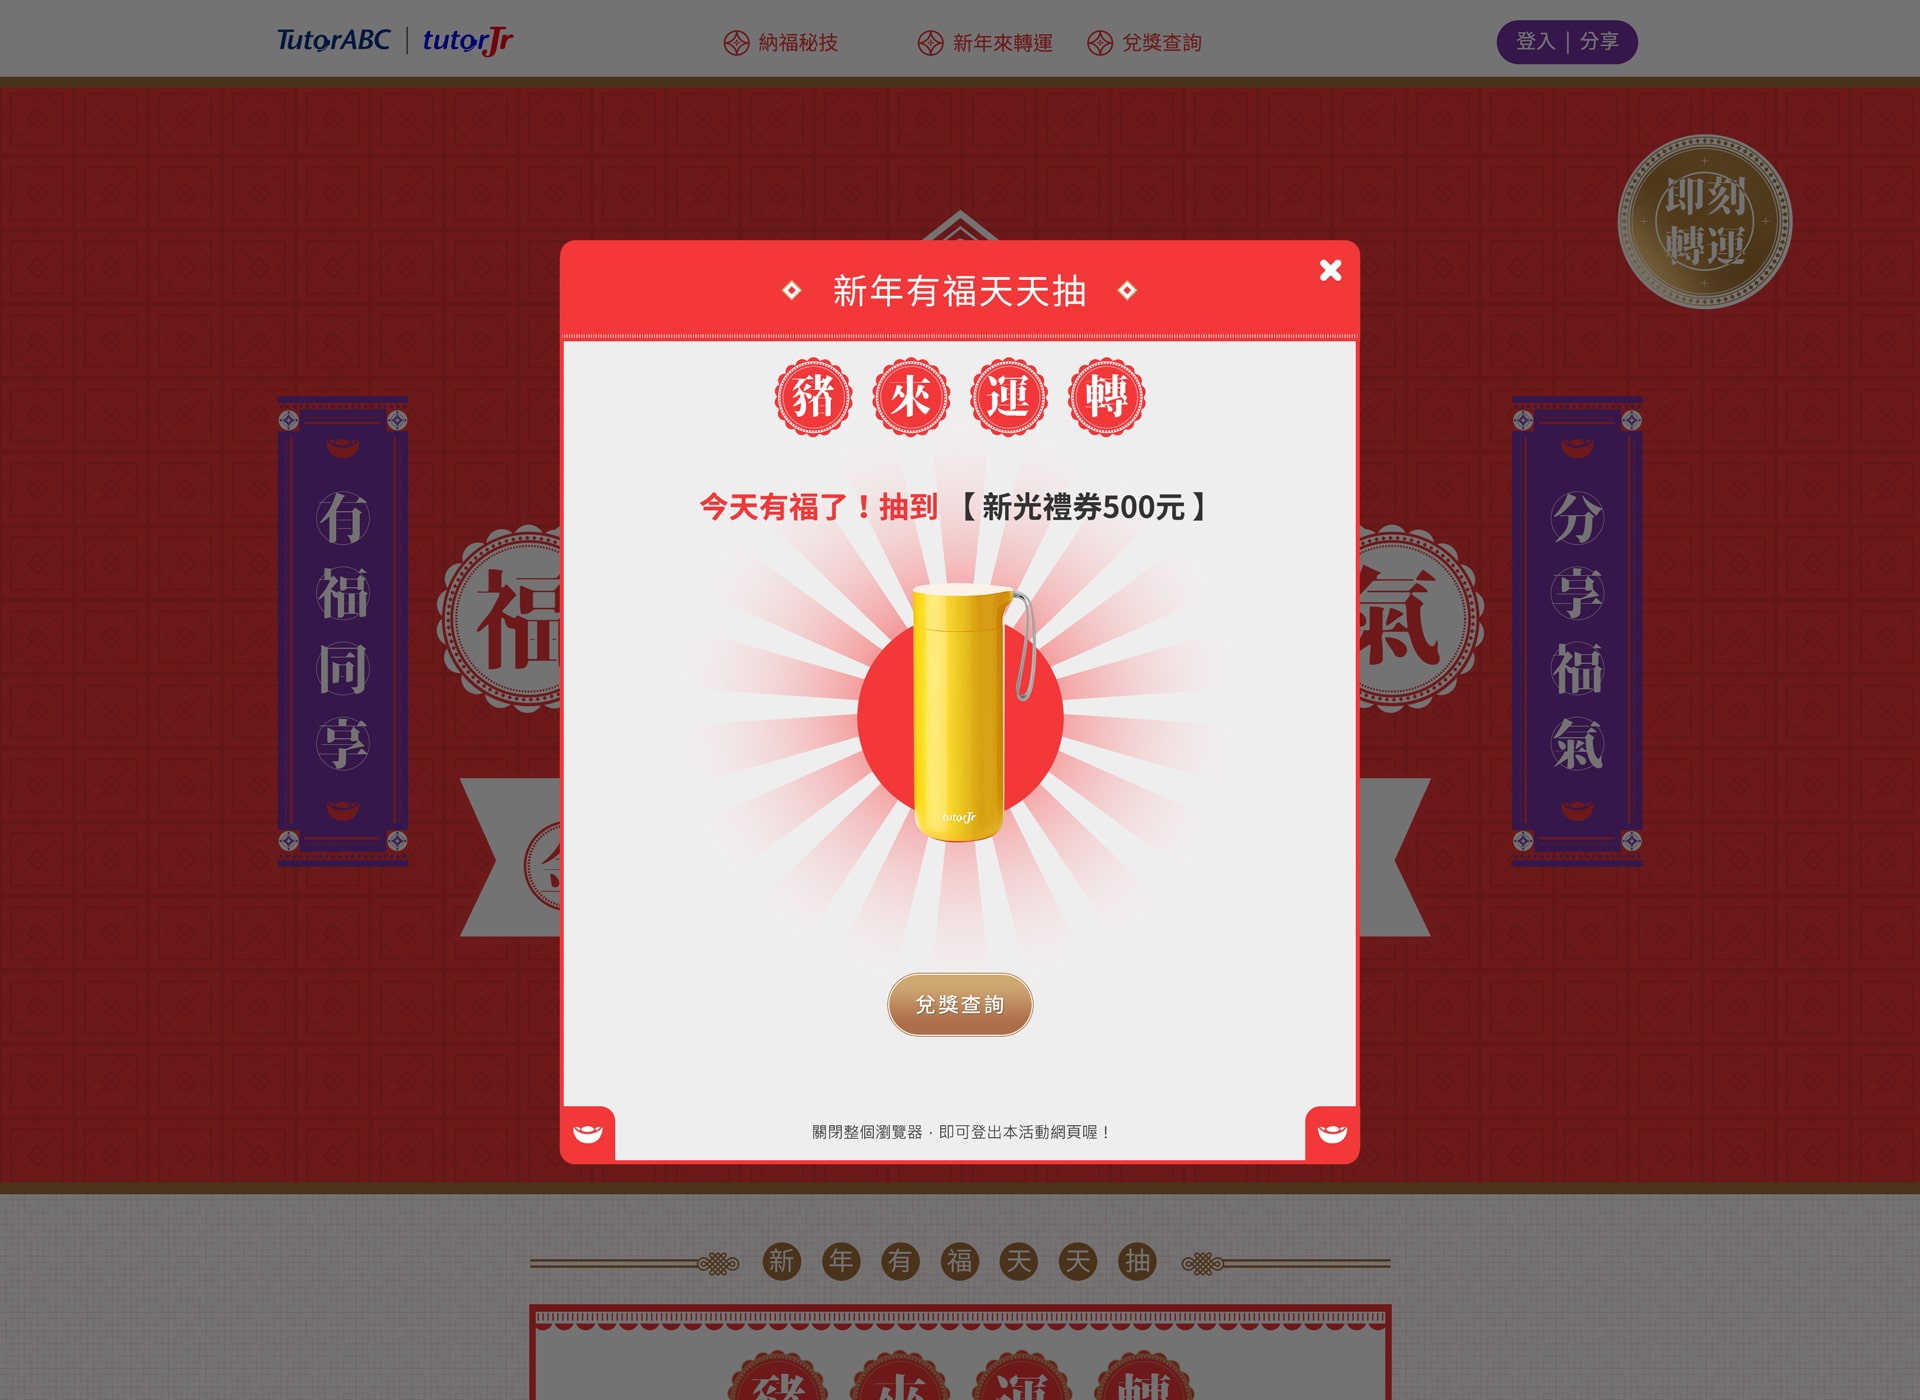 TutorABC | tutorJr
納福秘技
新年來轉運
兌獎查詢
登入 | 分享
即刻
轉運
新年有福天天抽
豬來運轉
今天有福了！抽到 【 新光禮券500元 】
有福同享
福
氣
分享福氣
tutorJr
兌獎查詢
關閉整個瀏覽器，即可登出本活動網頁喔！
新年有福天天抽
豬來運轉